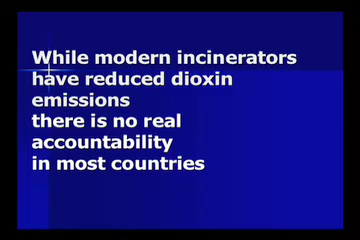 While modern incinerators
have reduced dioxin
emissions
there is no real
accountability
in most countries